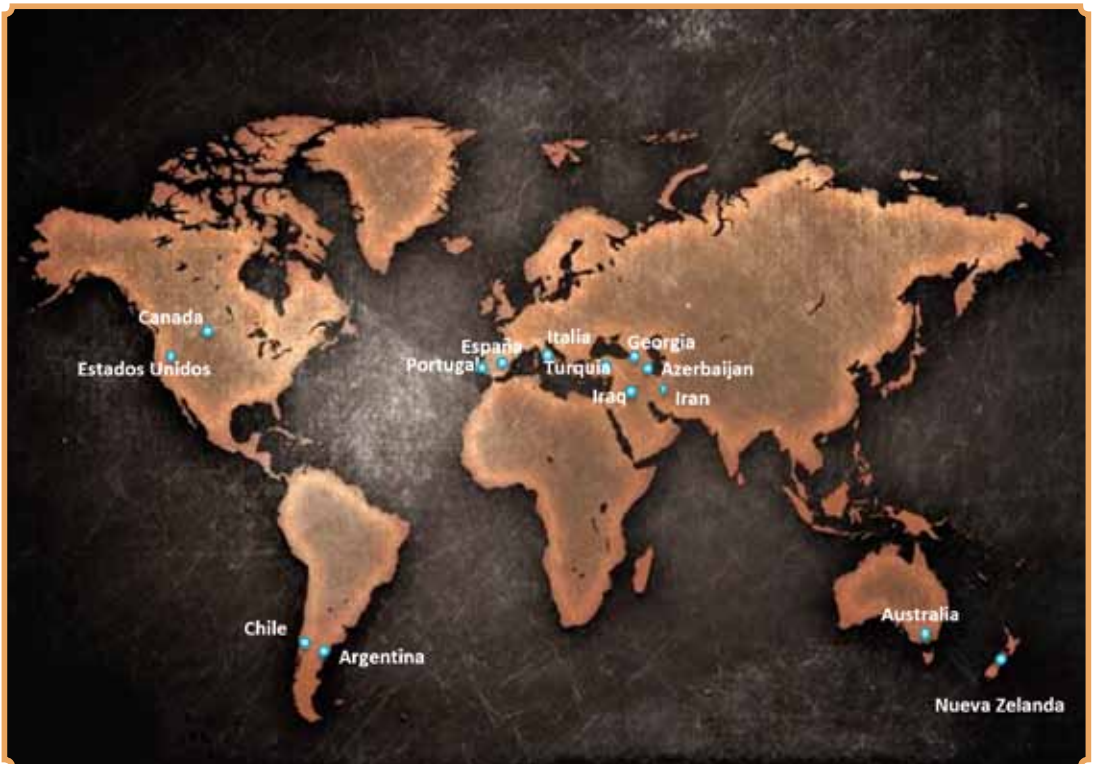 Canada
Estados Unidos
España
Portugal
Italia
Turquia
Georgia
Azerbaijan
Iraq
Iran
Chile
Argentina
Australia
Nueva Zelanda